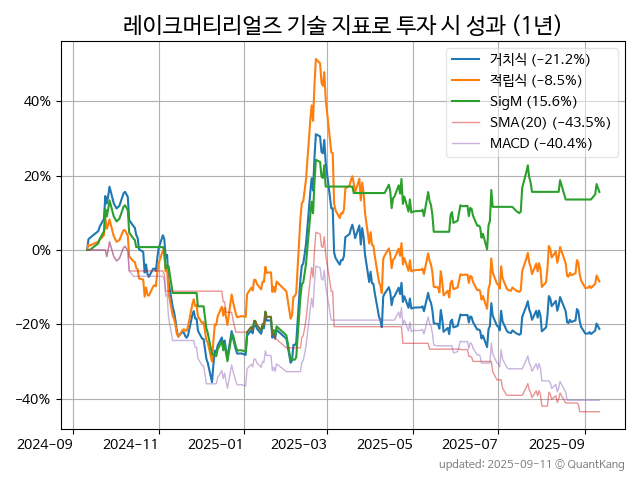 레이크머티리얼즈 기술 지표로 투자 시 성과 (1년)
거치식 (−21.2%)
적립식 (−8.5%)
SigM (15.6%)
SMA(20) (−43.5%)
MACD (−40.4%)
40%
20%
0%
−20%
−40%
2024-09 2024-11 2025-01 2025-03 2025-05 2025-07 2025-09
updated: 2025-09-11 ⓒ QuantKang